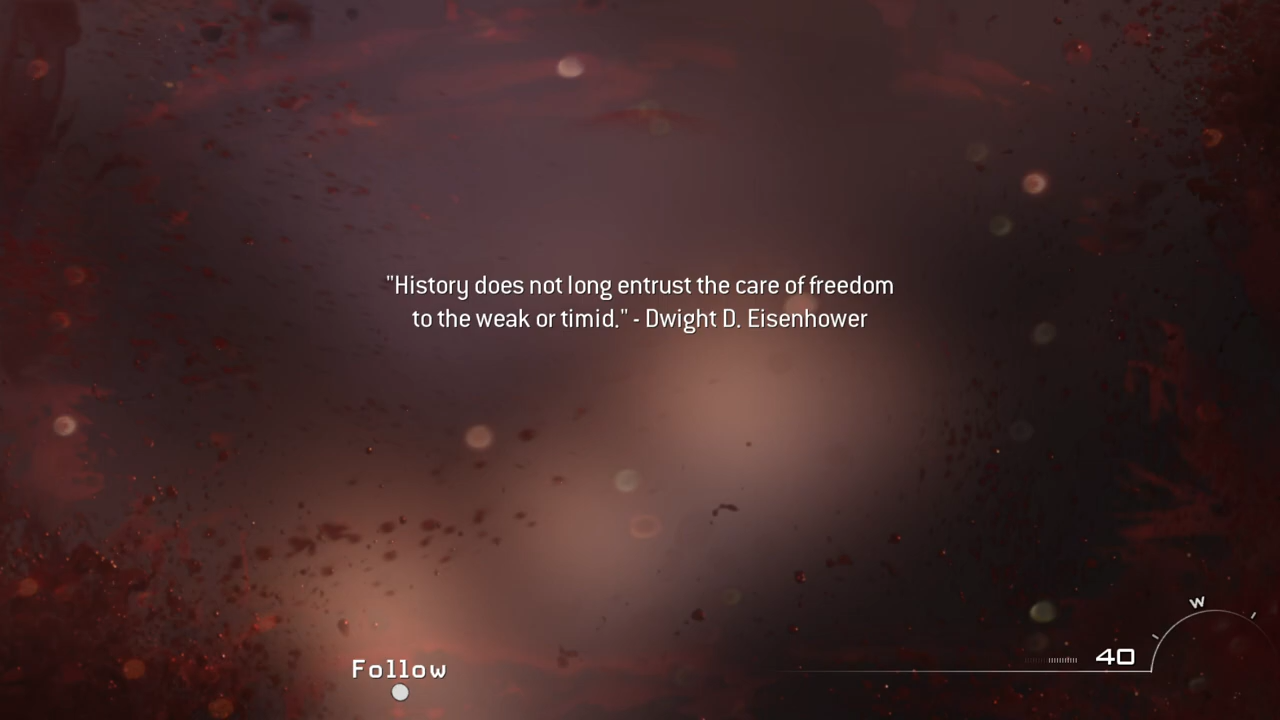 "History does not long entrust the care of freedom
to the weak or timid." - Dwight D. Eisenhower
W
40
Follow